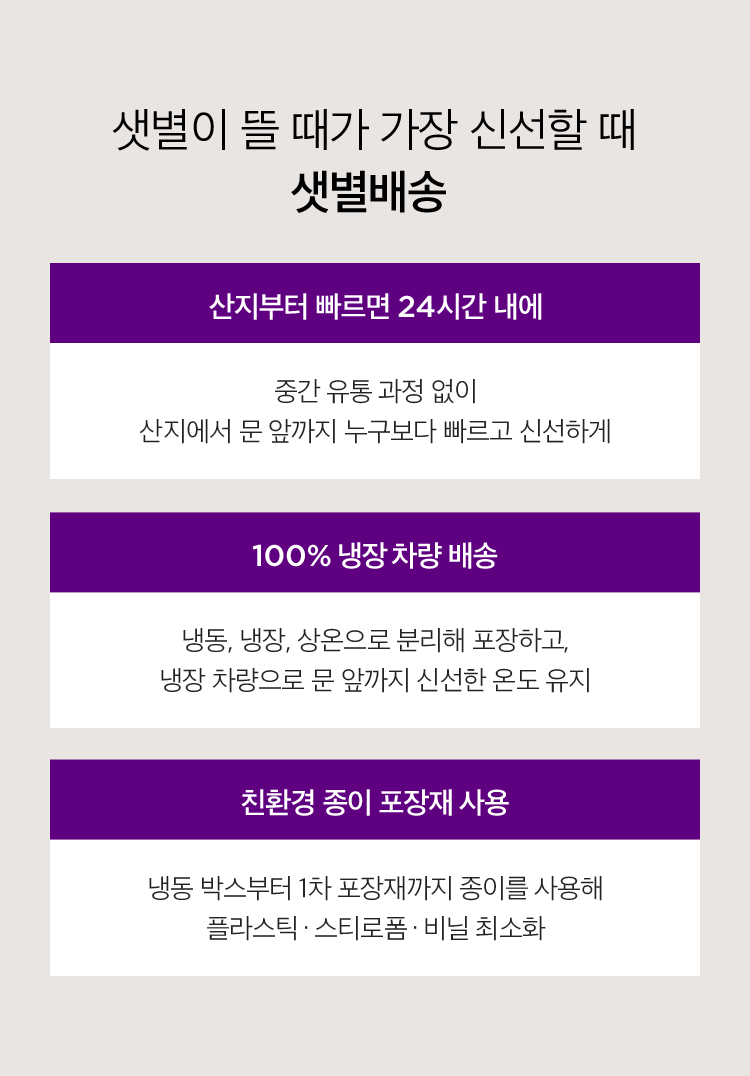 샛별이 뜰 때가 가장 신선할 때
샛별배송
산지부터 빠르면 24시간 내에
중간 유통 과정 없이
산지에서 문 앞까지 누구보다 빠르고 신선하게
100% 냉장 차량 배송
냉동, 냉장, 상온으로 분리해 포장하고,
냉장 차량으로 문 앞까지 신선한 온도 유지
친환경 종이 포장재 사용
냉동 박스부터 1차 포장재까지 종이를 사용해
플라스틱·스티로폼·비닐 최소화